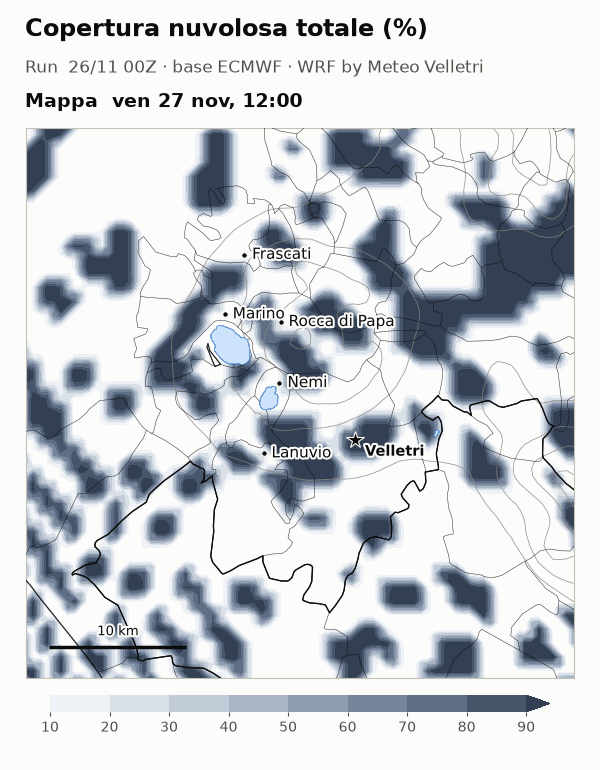 Copertura nuvolosa totale (%)
Run  26/11 00Z · base ECMWF · WRF by Meteo Velletri
Mappa  ven 27 nov, 12:00
Frascati
Marino
Rocca di Papa
Nemi
Velletri
Lanuvio
10 km
10 20 30 40 50 60 70 80 90